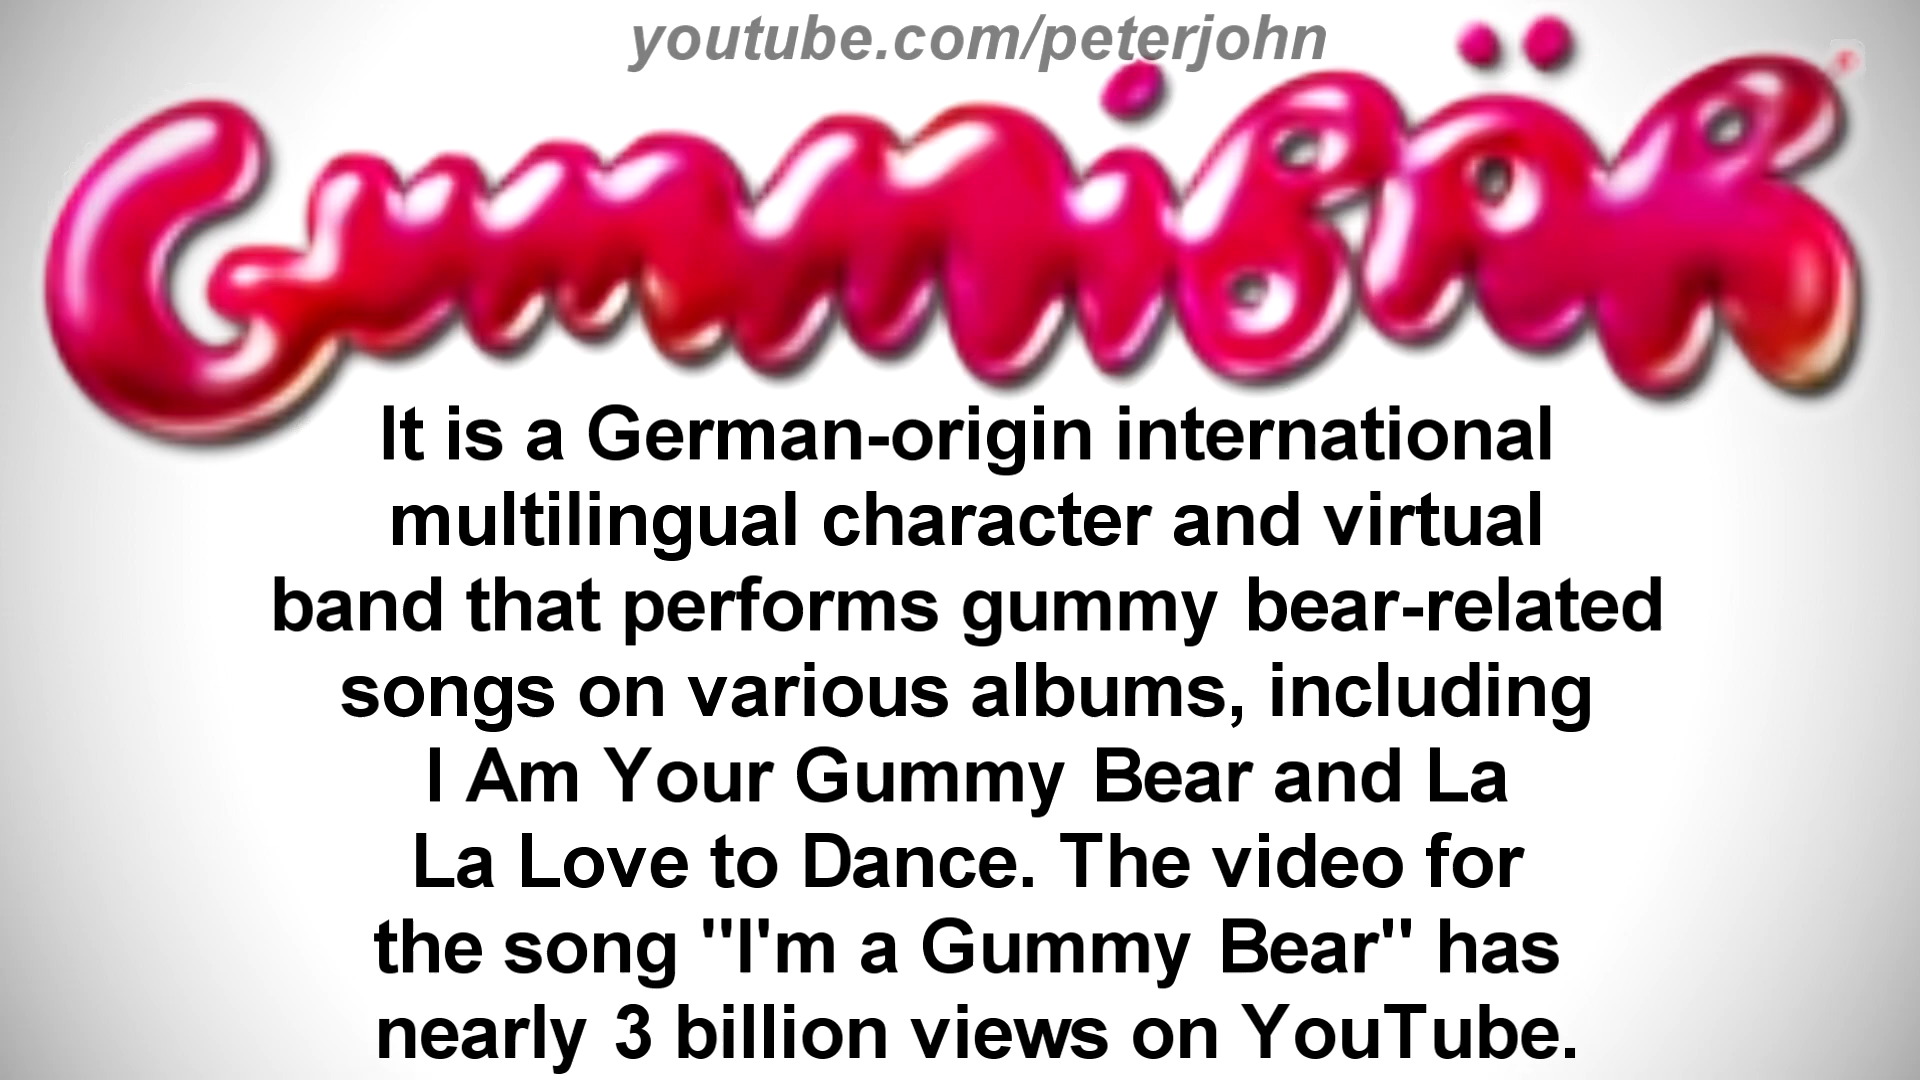 youtube.com/peterjohn
GummiBÄR
It is a German-origin international
multilingual character and virtual
band that performs gummy bear-related
songs on various albums, including
I Am Your Gummy Bear and La
La Love to Dance. The video for
the song "I'm a Gummy Bear" has
nearly 3 billion views on YouTube.